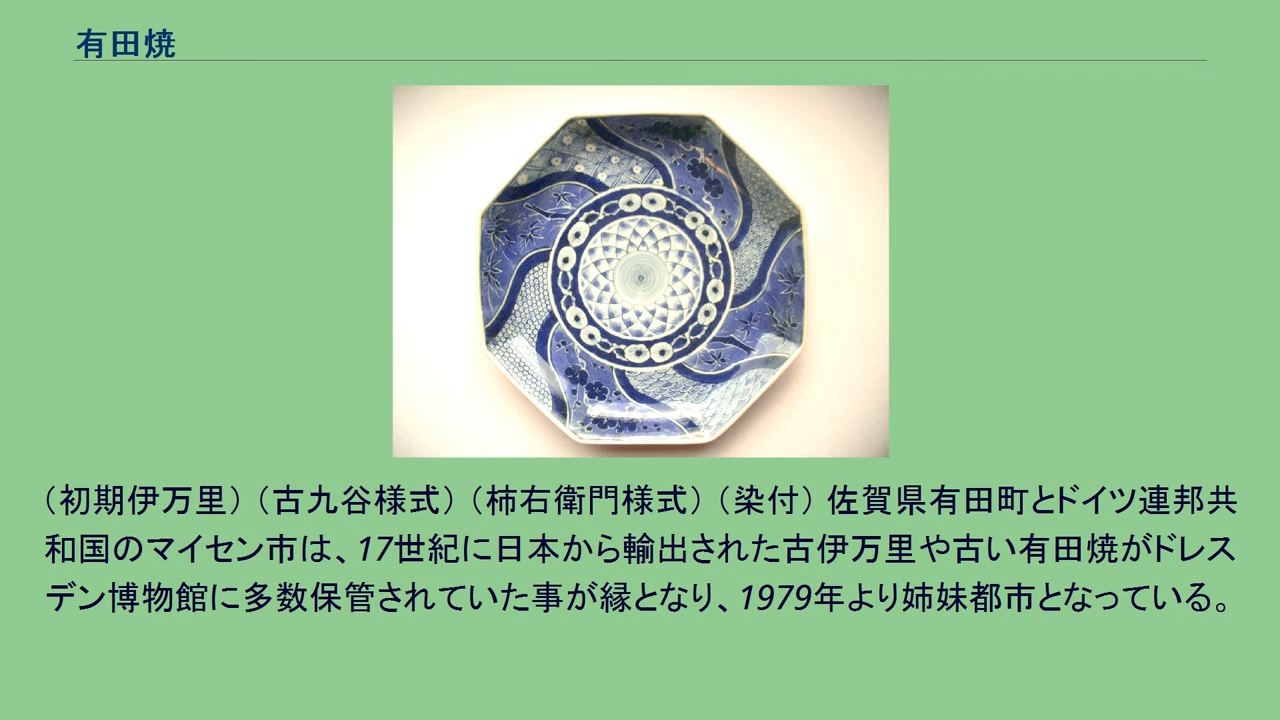 有田焼
（初期伊万里）（古九谷様式）（柿右衛門様式）（染付） 佐賀県有田町とドイツ連邦共
和国のマイセン市は、17世紀に日本から輸出された古伊万里や古い有田焼がドレス
デン博物館に多数保管されていた事が縁となり、1979年より姉妹都市となっている。